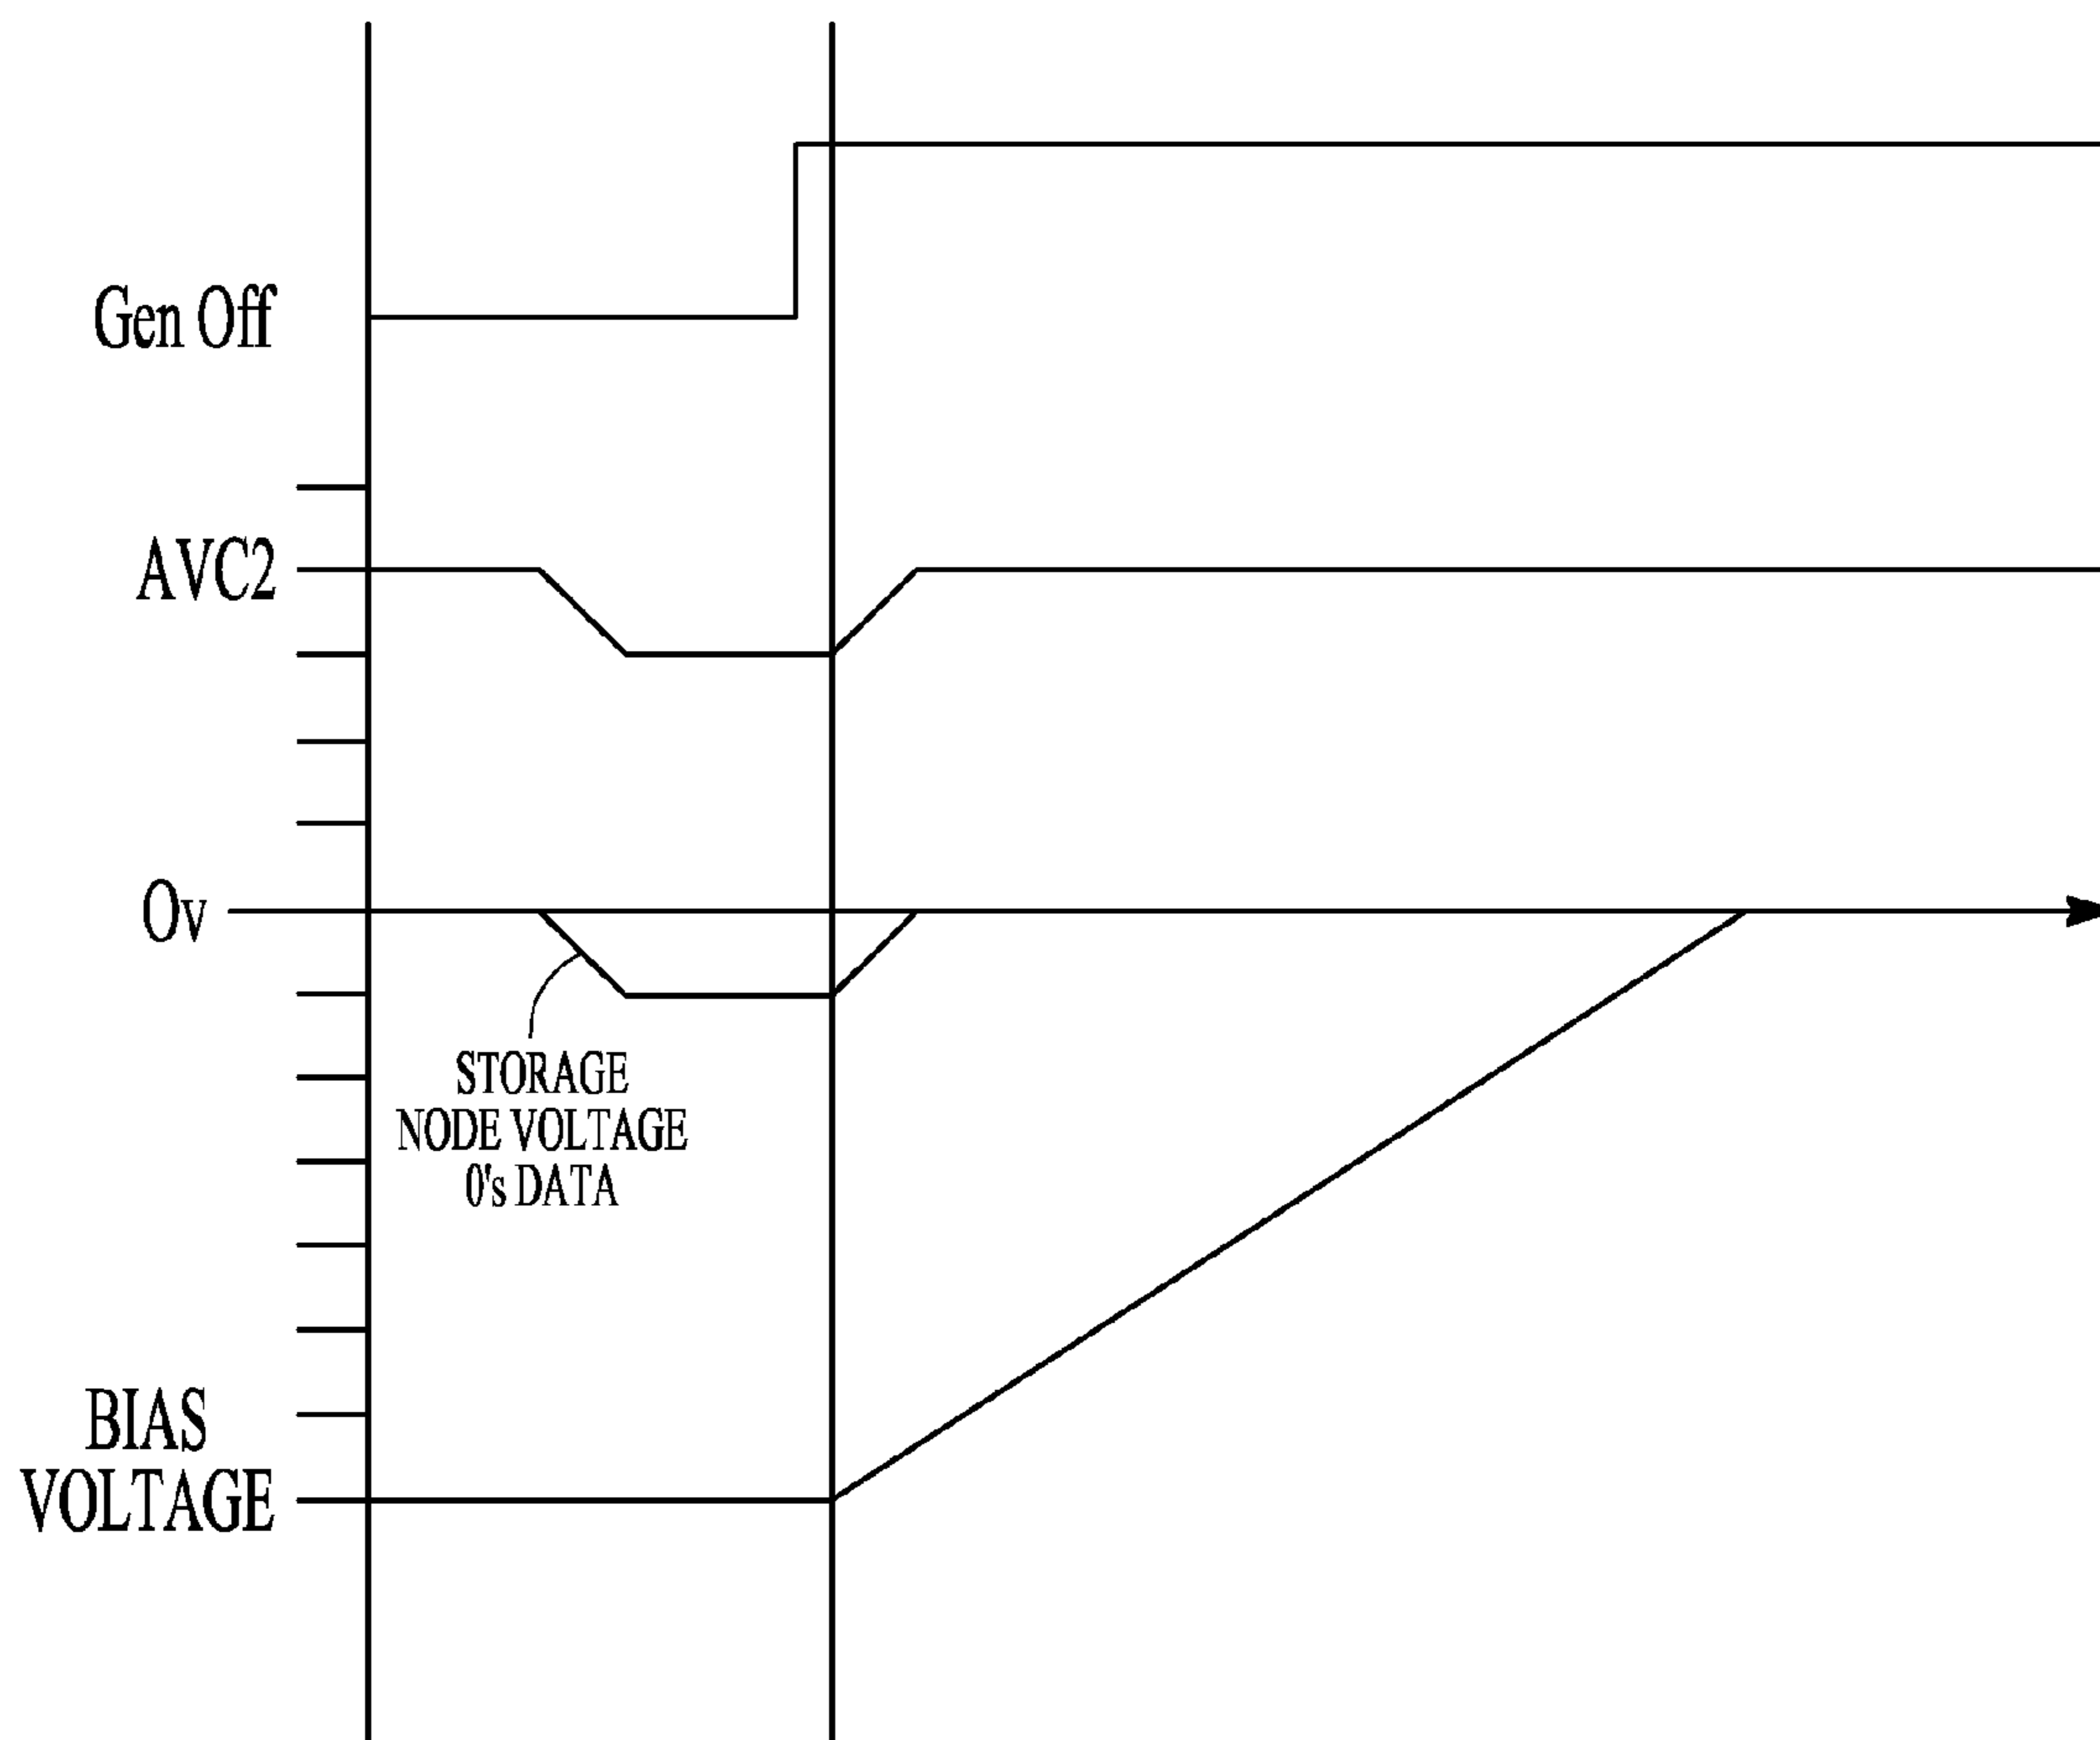 Gen Off
AVC2
0v
STORAGE
NODE VOLTAGE
0's DATA
BIAS
VOLTAGE